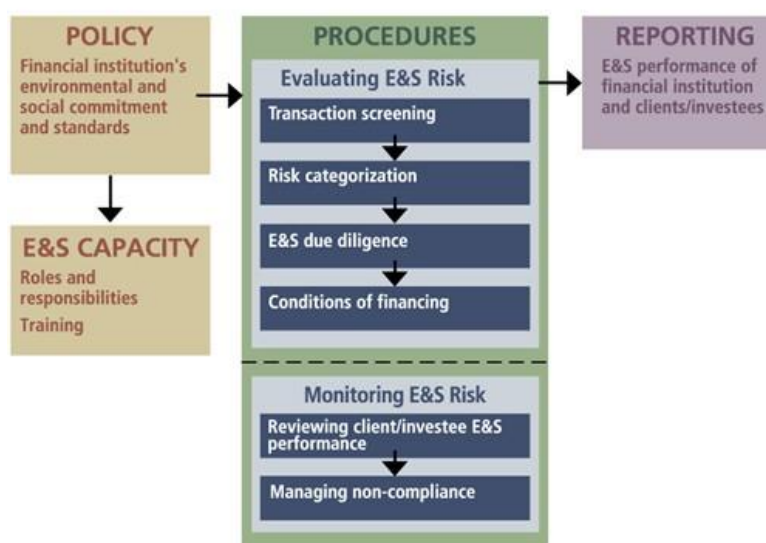 POLICY
Financial institution's
environmental and
social commitment
and standards
E&S CAPACITY
Roles and
responsibilities
Training
PROCEDURES
Evaluating E&S Risk
Transaction screening
Risk categorization
E&S due diligence
Conditions of financing
Monitoring E&S Risk
Reviewing client/investee E&S
performance
Managing non-compliance
REPORTING
E&S performance of
financial institution
and clients/investees